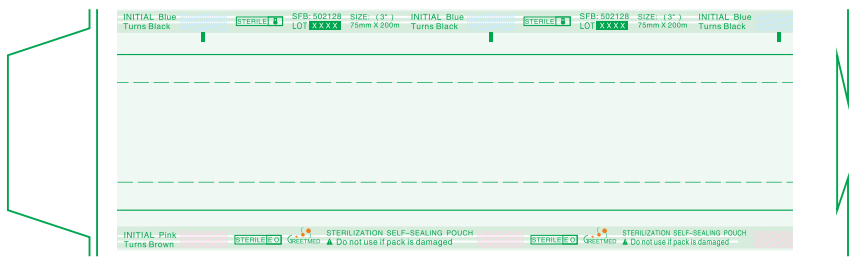 INITIAL Blue
Turns Black
STERILE
SFB: 502128
LOT XXXX
SIZE: (3")
75mm X 200m
INITIAL Blue
Turns Black
STERILE
SFB: 502128
LOT XXXX
SIZE: (3")
75mm X 200m
INITIAL Blue
Turns Black
INITIAL Pink
Turns Brown
STERILE EO
GREETMED
STERILIZATION SELF-SEALING POUCH
Do not use if pack is damaged
STERILE EO
GREETMED
STERILIZATION SELF-SEALING POUCH
Do not use if pack is damaged